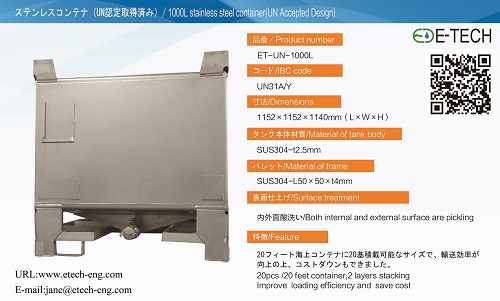 ステンレスコンテナ（UN認定取得済み）/ 1000L stainless steel container(UN Accepted Design)
E-TECH
品番／Product number
ET-UN-1000L
コード/IBC code
UN31A/Y
寸法/Dimensions
1152×1152×1140mm（L×W×H）
タンク本体材質/Material of tank body
SUS304-t2.5mm
パレット/Material of frame
SUS304-L50×50×t4mm
表面仕上げ/Surface treatment
内外面酸洗い/Both internal and external surface are pickling
特徴/Feature
20フィート海上コンテナに20基積載可能なサイズで、輸送効率が
向上の上、コストダウンもできました。
20pcs /20 feet container,2 layers stacking
Improve loading efficiency and save cost
URL:www.etech-eng.com
E-mail:jane@etech-eng.com